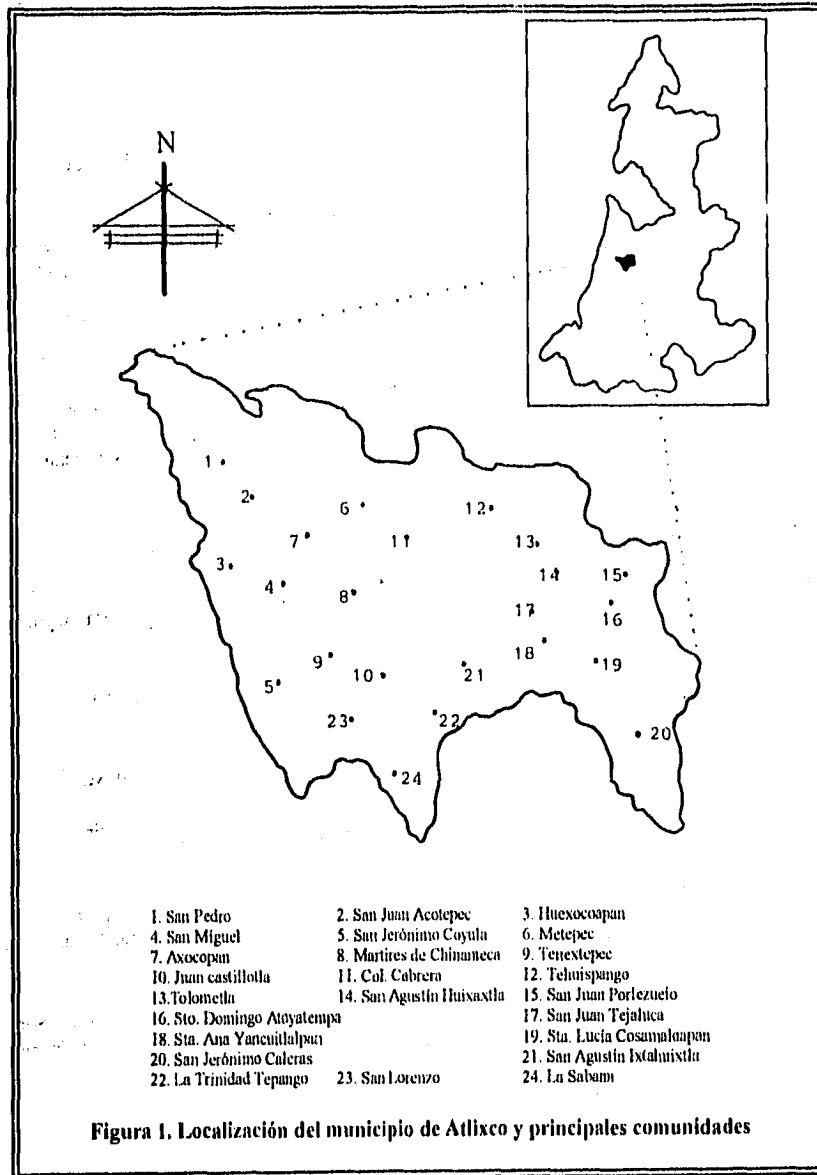 N
1
2
6
12
7
11
13
3
4
14
15
8
17
16
18
9
19
10
21
5
23
22
20
24
1. San Pedro 2. San Juan Acotepec 3. Huexocoapan
4. San Miguel 5. San Jerónimo Coyula 6. Metepec
7. Axocopan 8. Martires de Chinameca 9. Tenextepec
10. Juan castillotla 11. Col. Cabrera 12. Tehuispango
13.Tolometla 14. San Agustín Huixaxtla 15. San Juan Portezuelo
16. Sto. Domingo Atoyatempa 17. San Juan Tejaluca
18. Sta. Ana Yancuitlalpan 19. Sta. Lucía Cosamaloapan
20. San Jerónimo Caleras 21. San Agustín Ixtahuixtla
22. La Trinidad Tepango 23. San Lorenzo 24. La Sabana
Figura 1. Localización del municipio de Atlixco y principales comunidades